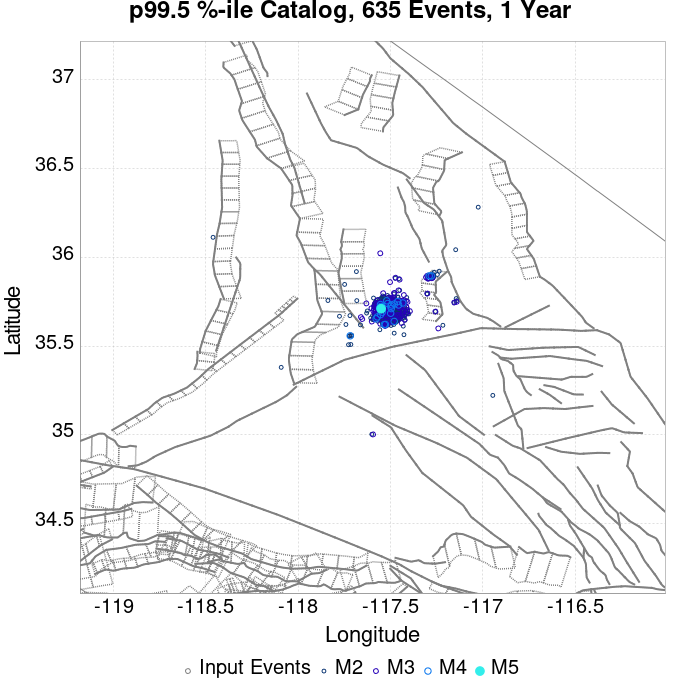 p99.5 %-ile Catalog, 635 Events, 1 Year
37
36.5
36
35.5
35
34.5
Latitude
-119 -118.5 -118 -117.5 -117 -116.5
Longitude
Input Events M2 M3 M4 M5